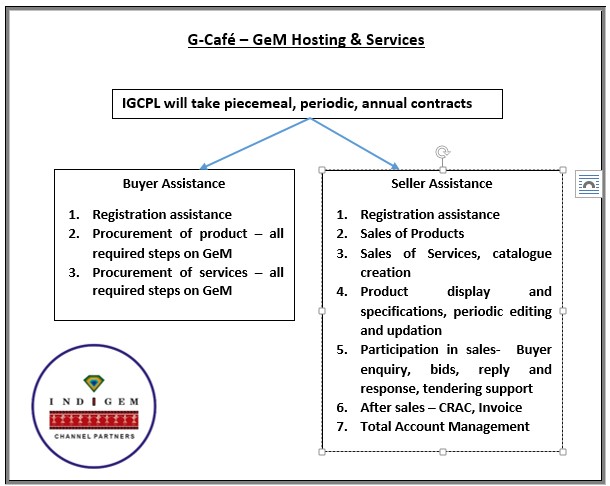 G-Café – GeM Hosting & Services
IGCPL will take piecemeal, periodic, annual contracts
Buyer Assistance
1. Registration assistance
2. Procurement of product – all
required steps on GeM
3. Procurement of services – all
required steps on GeM
Seller Assistance
1. Registration assistance
2. Sales of Products
3. Sales of Services, catalogue
creation
4. Product display and
specifications, periodic editing
and updation
5. Participation in sales- Buyer
enquiry, bids, reply and
response, tendering support
6. After sales – CRAC, Invoice
7. Total Account Management
INDIGEM
CHANNEL PARTNERS